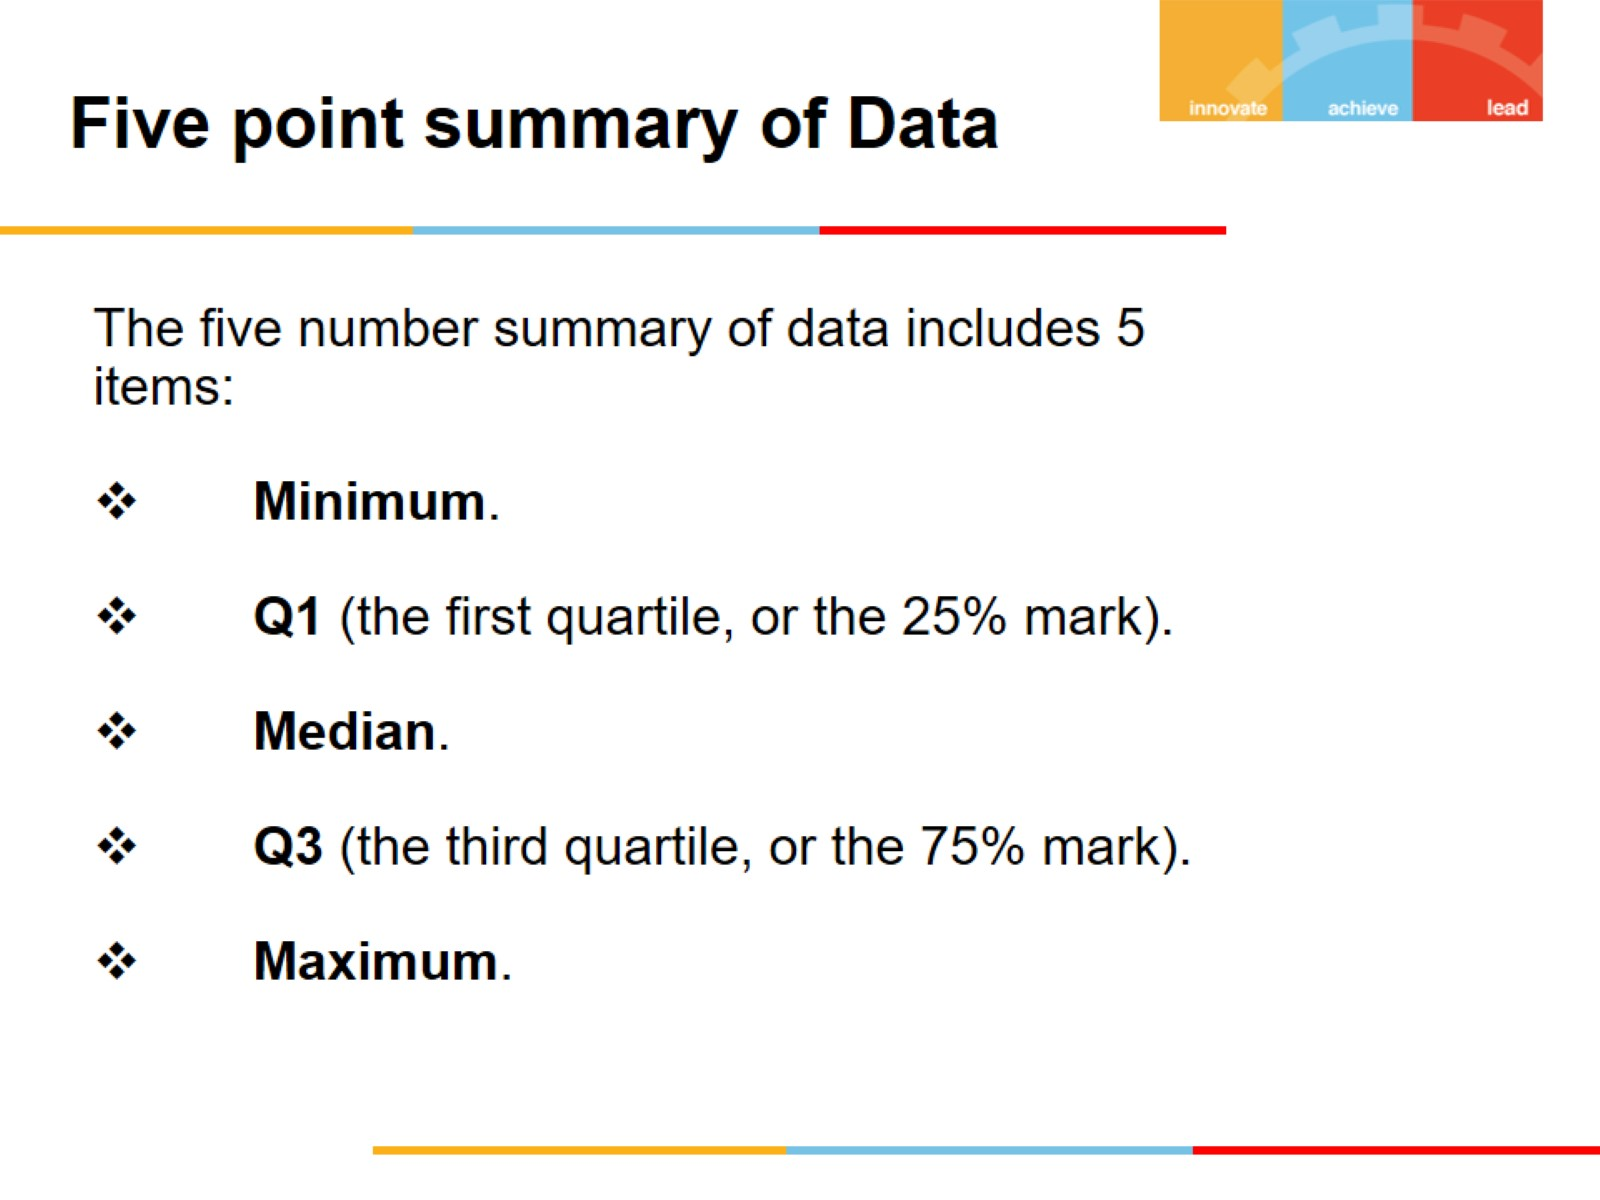 innovate achieve lead
Five point summary of Data
The five number summary of data includes 5
items:
❖ Minimum.
❖ Q1 (the first quartile, or the 25% mark).
❖ Median.
❖ Q3 (the third quartile, or the 75% mark).
❖ Maximum.